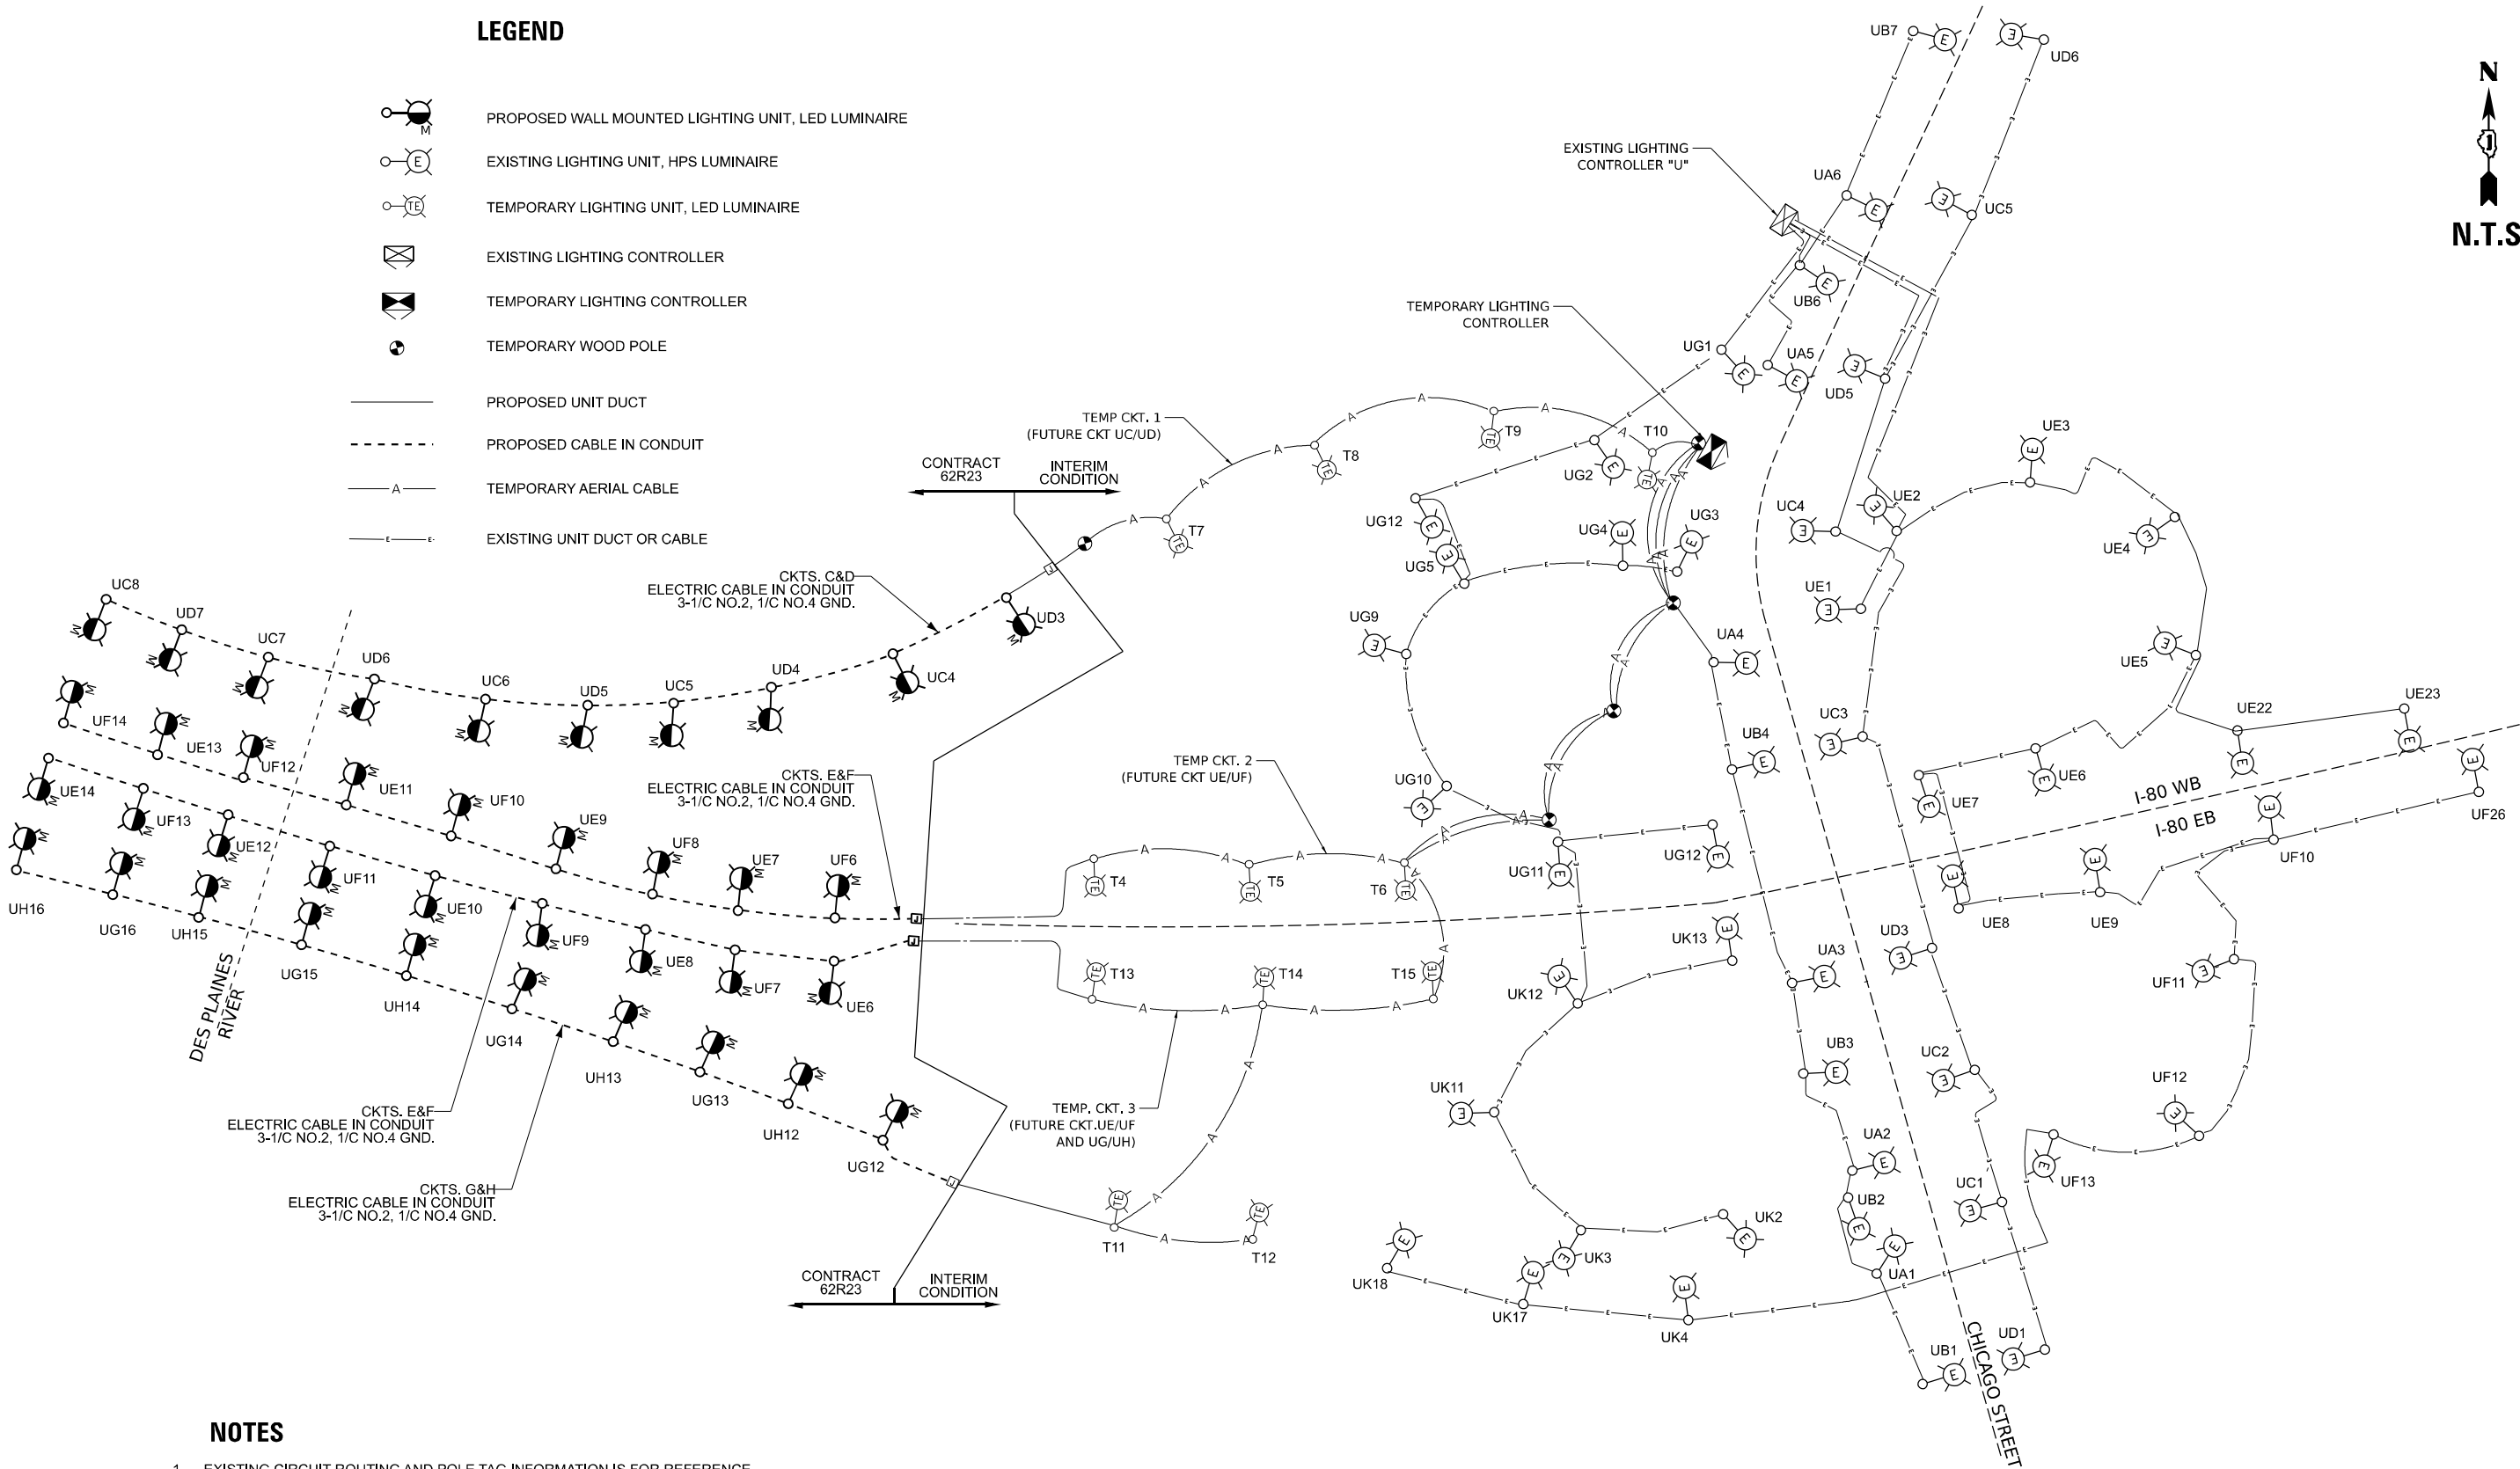 LEGEND
PROPOSED WALL MOUNTED LIGHTING UNIT, LED LUMINAIRE
M
EXISTING LIGHTING UNIT, HPS LUMINAIRE
E
TEMPORARY LIGHTING UNIT, LED LUMINAIRE
TE
EXISTING LIGHTING CONTROLLER
TEMPORARY LIGHTING CONTROLLER
TEMPORARY WOOD POLE
PROPOSED UNIT DUCT
PROPOSED CABLE IN CONDUIT
A
TEMPORARY AERIAL CABLE
E E
EXISTING UNIT DUCT OR CABLE
N
N.T.S
EXISTING LIGHTING
CONTROLLER "U"
TEMPORARY LIGHTING
CONTROLLER
TEMP CKT. 1
(FUTURE CKT UC/UD)
CONTRACT
62R23
INTERIM
CONDITION
CKTS. C&D
ELECTRIC CABLE IN CONDUIT
3-1/C NO.2, 1/C NO.4 GND.
TEMP CKT. 2
(FUTURE CKT UE/UF)
CKTS. E&F
ELECTRIC CABLE IN CONDUIT
3-1/C NO.2, 1/C NO.4 GND.
TEMP. CKT. 3
(FUTURE CKT.UE/UF
AND UG/UH)
CKTS. E&F
ELECTRIC CABLE IN CONDUIT
3-1/C NO.2, 1/C NO.4 GND.
CKTS. G&H
ELECTRIC CABLE IN CONDUIT
3-1/C NO.2, 1/C NO.4 GND.
CONTRACT
62R23
INTERIM
CONDITION
DES PLAINES
RIVER
I-80 WB
I-80 EB
CHICAGO STREET
UC8
UD7
UC7
UD6
UC6
UD5
UC5
UD4
UC4
UD3
UF14
UE13
UF12
UE11
UF10
UE9
UF8
UE7
UF6
UE14
UF13
UE12
UF11
UE10
UF9
UE8
UF7
UE6
UH16
UG16
UH15
UG15
UH14
UG14
UH13
UG13
UH12
UG12
T7
T8
T9
T10
T4
T5
T6
T13
T14
T15
T11
T12
UB7
UD6
UA6
UC5
UB6
UG1
UA5
UD5
UG2
UG12
UG5
UG4
UG3
UG9
UG10
UG11
UG12
UC4
UE2
UE3
UE4
UE1
UE5
UA4
UB4
UC3
UE22
UE23
UE6
UE7
UF26
UF10
UE8
UE9
UK13
UK12
UA3
UD3
UF11
UB3
UC2
UF12
UK11
UA2
UB2
UC1
UF13
UK2
UK3
UA1
UK18
UK17
UK4
UB1
UD1
NOTES
1. EXISTING CIRCUIT ROUTING AND POLE TAG INFORMATION IS FOR REFERENCE